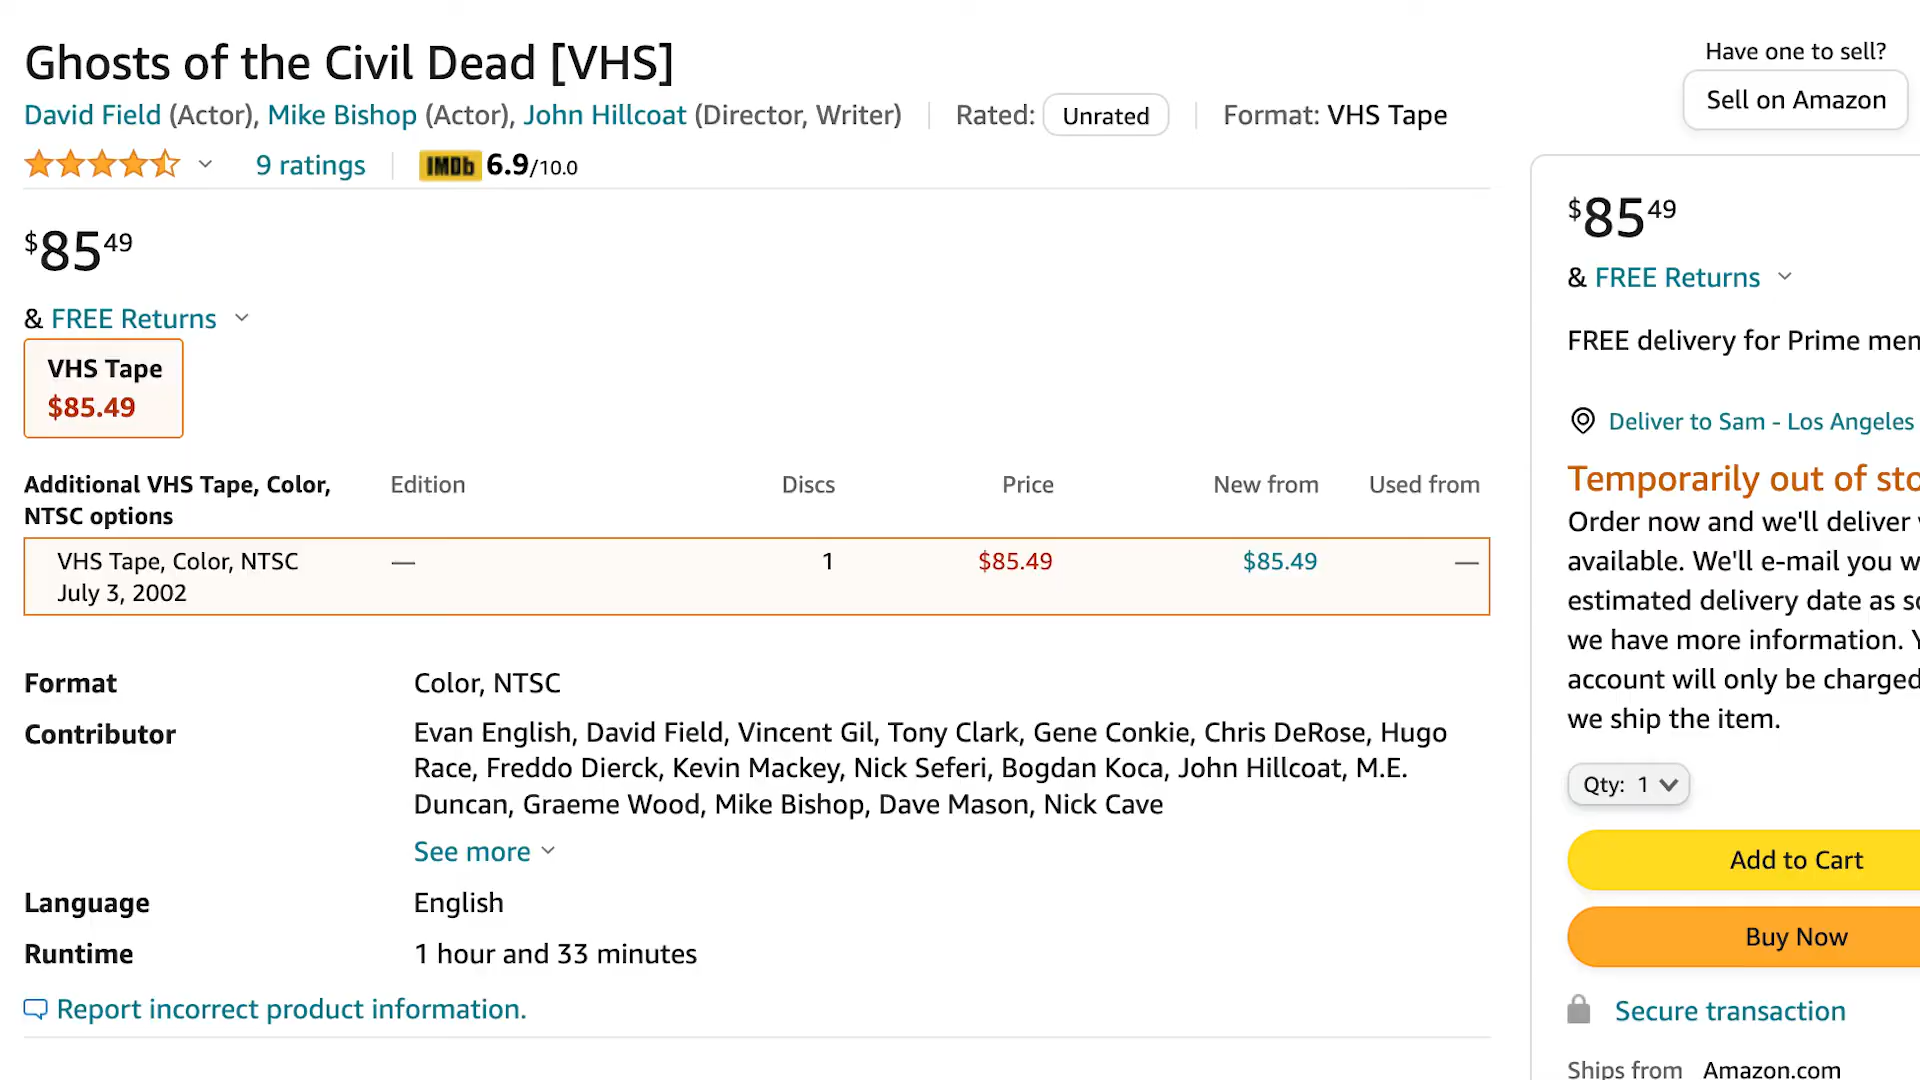 Ghosts of the Civil Dead [VHS]
David Field (Actor), Mike Bishop (Actor), John Hillcoat (Director, Writer)
Rated: Unrated
Format: VHS Tape
9 ratings
IMDb 6.9/10.0
$85 49
& FREE Returns
VHS Tape
$85.49
Additional VHS Tape, Color, NTSC options
Edition Discs Price New from Used from
VHS Tape, Color, NTSC — 1 $85.49 $85.49 —
July 3, 2002
Format Color, NTSC
Contributor Evan English, David Field, Vincent Gil, Tony Clark, Gene Conkie, Chris DeRose, Hugo
Race, Freddo Dierck, Kevin Mackey, Nick Seferi, Bogdan Koca, John Hillcoat, M.E.
Duncan, Graeme Wood, Mike Bishop, Dave Mason, Nick Cave
See more
Language English
Runtime 1 hour and 33 minutes
Report incorrect product information.
Have one to sell?
Sell on Amazon
$85 49
& FREE Returns
FREE delivery for Prime
Deliver to Sam - Los Angeles
Temporarily out of
Order now and we'll deliver
available. We'll e-mail you
estimated delivery date as
we have more information.
account will only be charged
we ship the item.
Qty: 1
Add to Cart
Buy Now
Secure transaction
Ships from Amazon.com